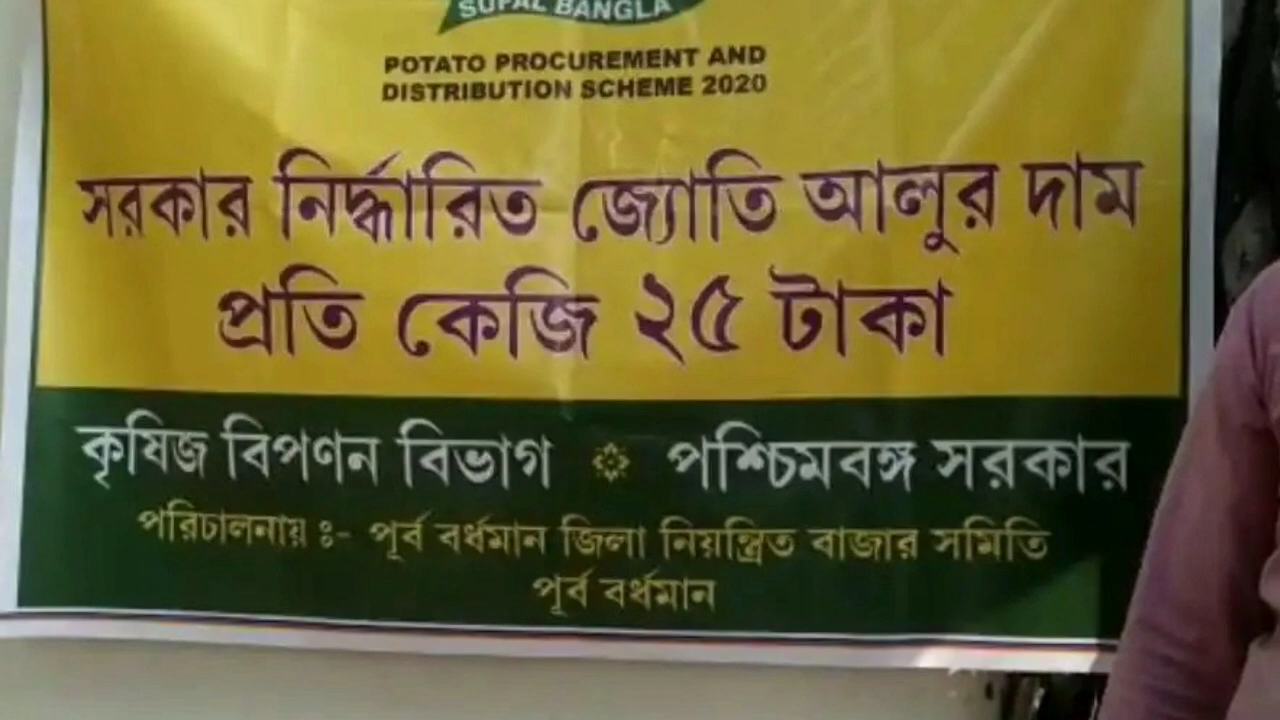 SUFAL BANGLA
POTATO PROCUREMENT AND
DISTRIBUTION SCHEME 2020
সরকার নির্দ্ধারিত জ্যোতি আলুর দাম
প্রতি কেজি ২৫ টাকা
কৃষিজ বিপণন বিভাগ পশ্চিমবঙ্গ সরকার
পরিচালনায় ঃ- পূর্ব বর্ধমান জিলা নিয়ন্ত্রিত বাজার সমিতি
পূর্ব বর্ধমান